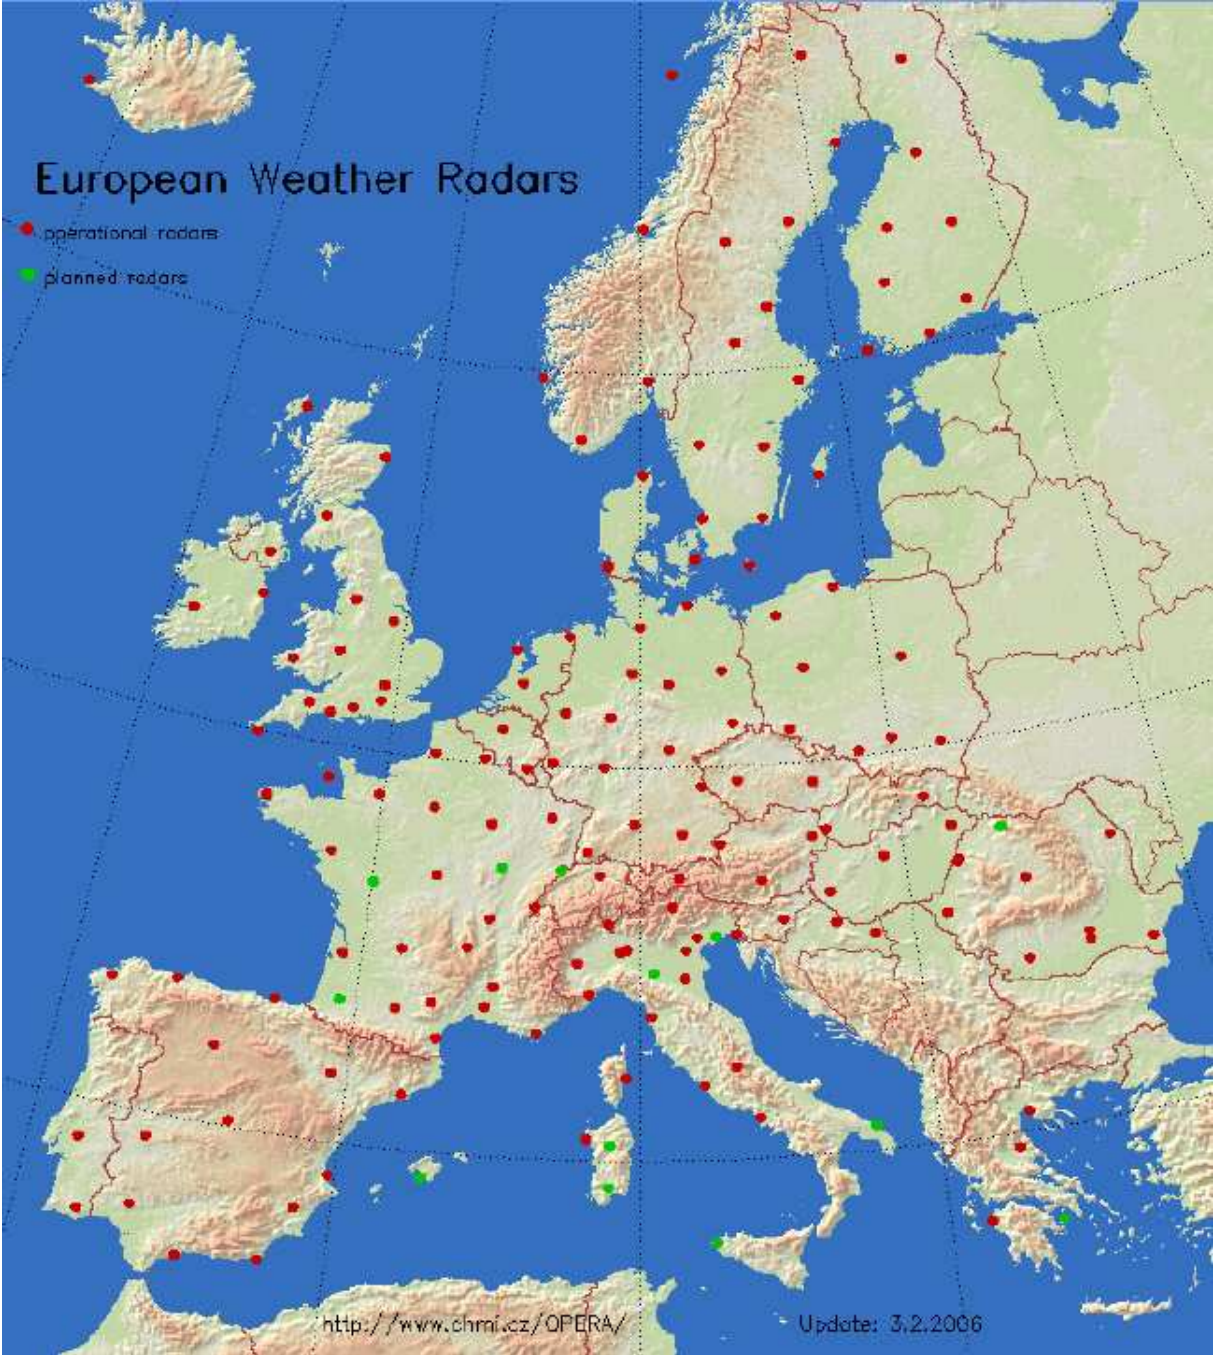 European Weather Radars
operational radars
planned radars
http://www.chmi.cz/OPERA/
Update: 3.2.2006